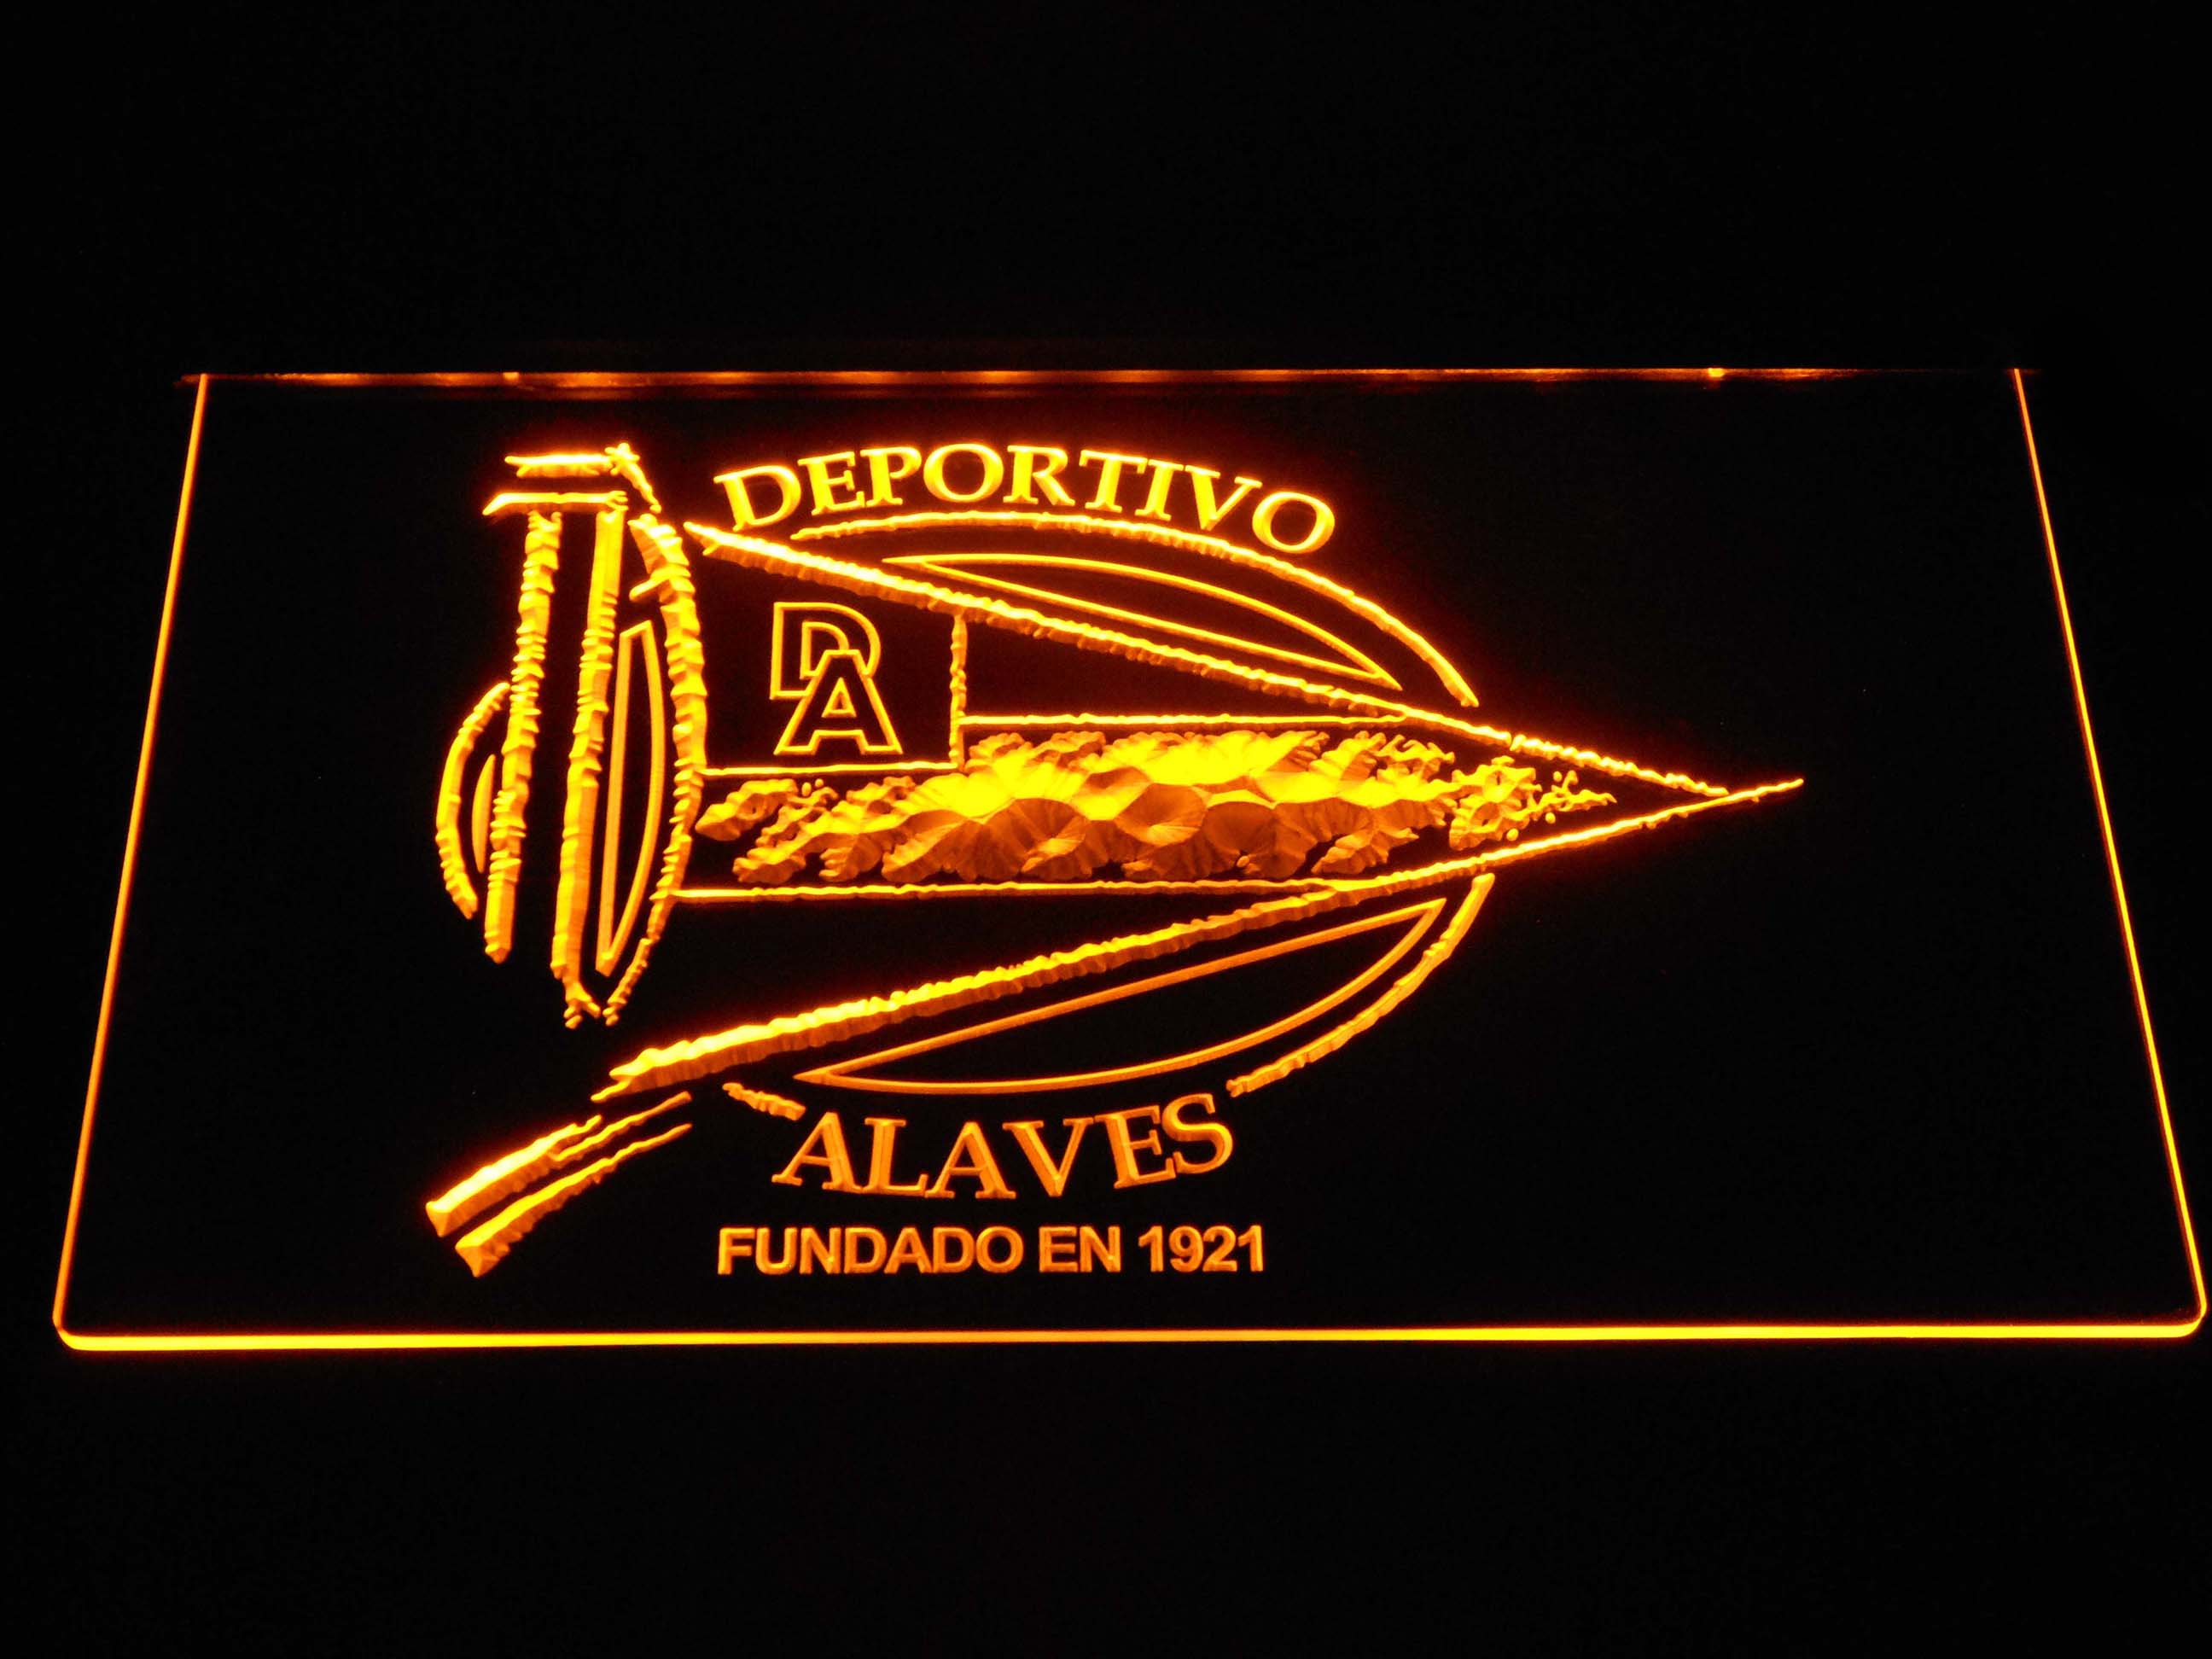 DEPORTIVO
DA
ALAVES
FUNDADO EN 1921